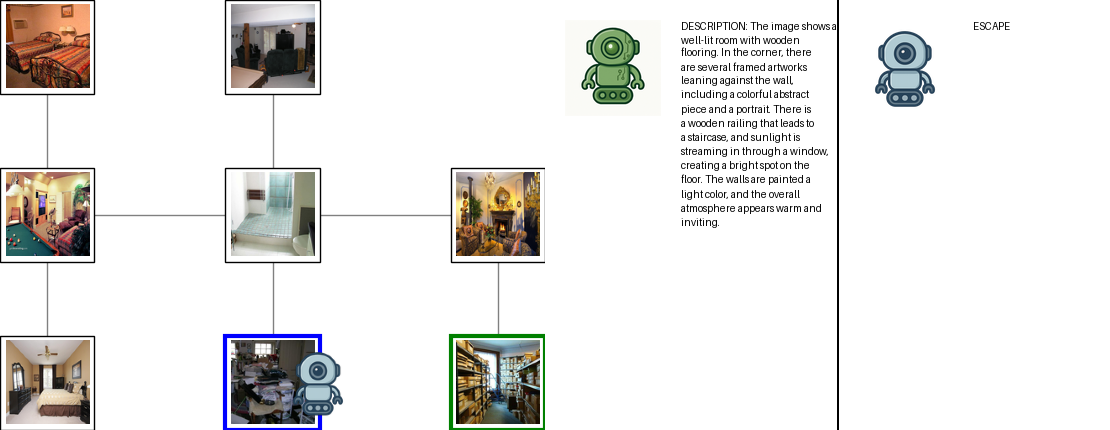 DESCRIPTION: The image shows a
well-lit room with wooden
flooring. In the corner, there
are several framed artworks
leaning against the wall,
including a colorful abstract
piece and a portrait. There is
a wooden railing that leads to
a staircase, and sunlight is
streaming in through a window,
creating a bright spot on the
floor. The walls are painted a
light color, and the overall
atmosphere appears warm and
inviting.
ESCAPE